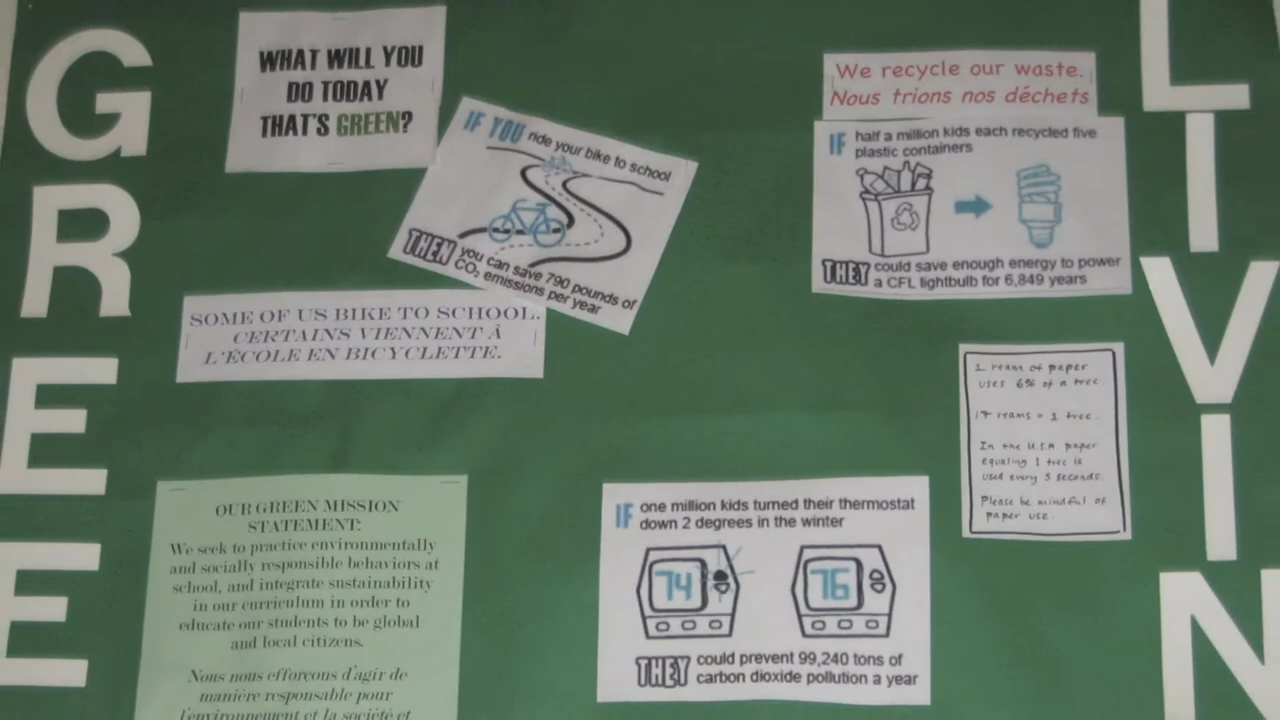 GREE
WHAT WILL YOU
DO TODAY
THAT'S GREEN?
IF YOU ride your bike to school
THEN you can save 790 pounds of
CO₂ emissions per year
SOME OF US BIKE TO SCHOOL.
CERTAINS VIENNENT À
L'ÉCOLE EN BICYCLETTE.
OUR GREEN MISSION
STATEMENT:
We seek to practice environmentally
and socially responsible behaviors at
school, and integrate sustainability
in our curriculum in order to
educate our students to be global
and local citizens.
Nous nous efforçons d'agir de
manière responsable pour
l'environnement et la société et
We recycle our waste.
Nous trions nos déchets
IF half a million kids each recycled five
plastic containers
THEY could save enough energy to power
a CFL lightbulb for 6,849 years
1 ream of paper
uses 6% of a tree
17 reams = 1 tree.
In the U.S.A. paper
equaling 1 tree is
used every 5 seconds.
Please be mindful of
paper use
IF one million kids turned their thermostat
down 2 degrees in the winter
74 76
THEY could prevent 99,240 tons of
carbon dioxide pollution a year
LIVIN